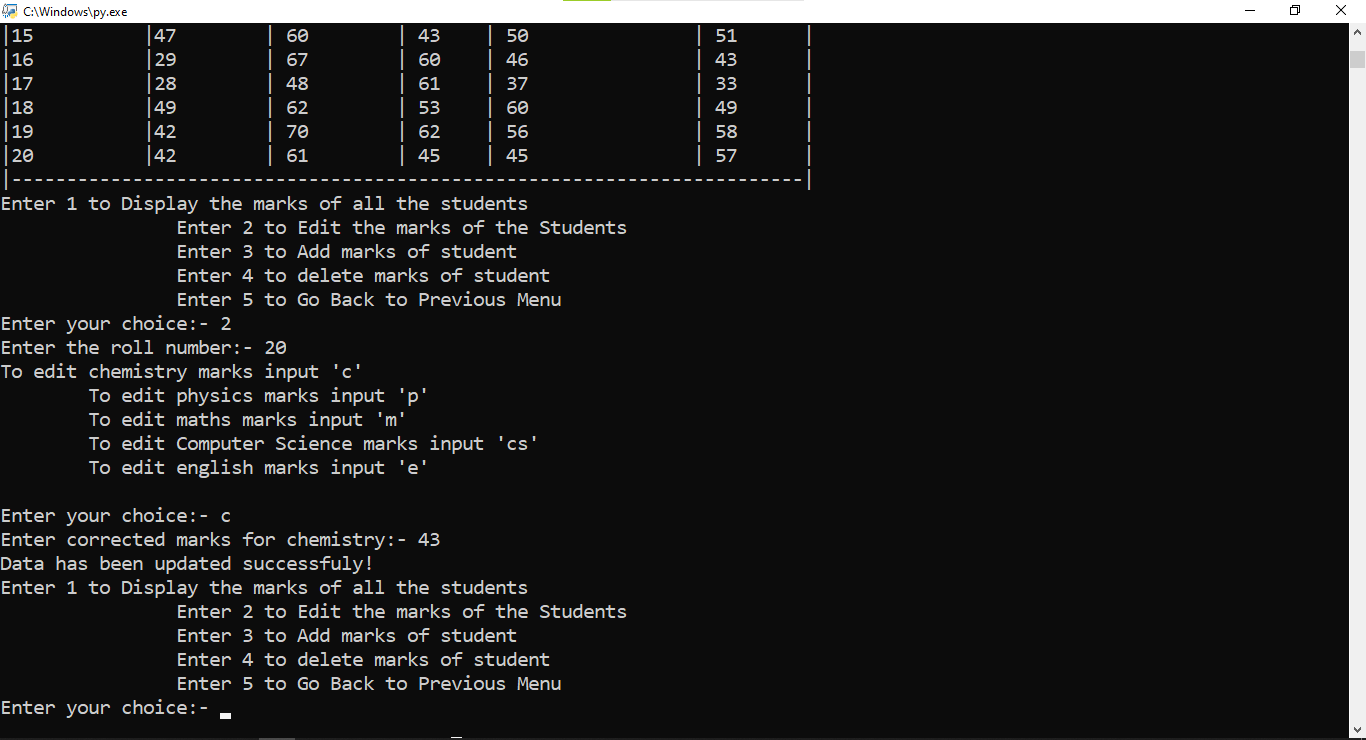 C:\Windows\py.exe
|15 |47 | 60 | 43 | 50 | 51 |
|16 |29 | 67 | 60 | 46 | 43 |
|17 |28 | 48 | 61 | 37 | 33 |
|18 |49 | 62 | 53 | 60 | 49 |
|19 |42 | 70 | 62 | 56 | 58 |
|20 |42 | 61 | 45 | 45 | 57 |
|------------------------------------------------------------------------|
Enter 1 to Display the marks of all the students
Enter 2 to Edit the marks of the Students
Enter 3 to Add marks of student
Enter 4 to delete marks of student
Enter 5 to Go Back to Previous Menu
Enter your choice:- 2
Enter the roll number:- 20
To edit chemistry marks input 'c'
To edit physics marks input 'p'
To edit maths marks input 'm'
To edit Computer Science marks input 'cs'
To edit english marks input 'e'
Enter your choice:- c
Enter corrected marks for chemistry:- 43
Data has been updated successfuly!
Enter 1 to Display the marks of all the students
Enter 2 to Edit the marks of the Students
Enter 3 to Add marks of student
Enter 4 to delete marks of student
Enter 5 to Go Back to Previous Menu
Enter your choice:-